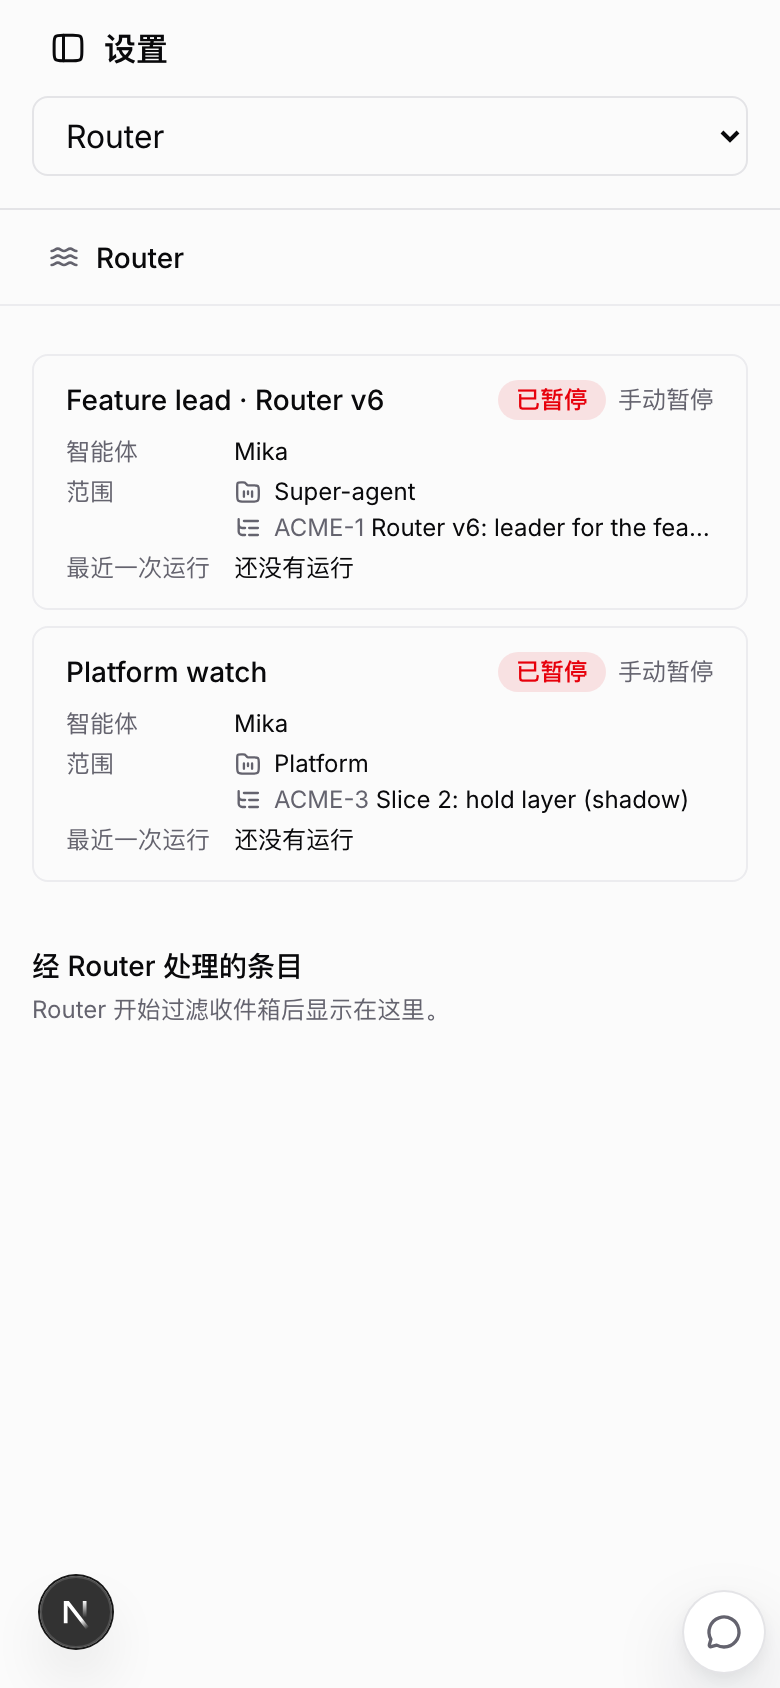 设置
Router
Router
Feature lead · Router v6 已暂停 手动暂停
智能体 Mika
范围 Super-agent
ACME-1 Router v6: leader for the fea...
最近一次运行 还没有运行
Platform watch 已暂停 手动暂停
智能体 Mika
范围 Platform
ACME-3 Slice 2: hold layer (shadow)
最近一次运行 还没有运行
经 Router 处理的条目
Router 开始过滤收件箱后显示在这里。
N